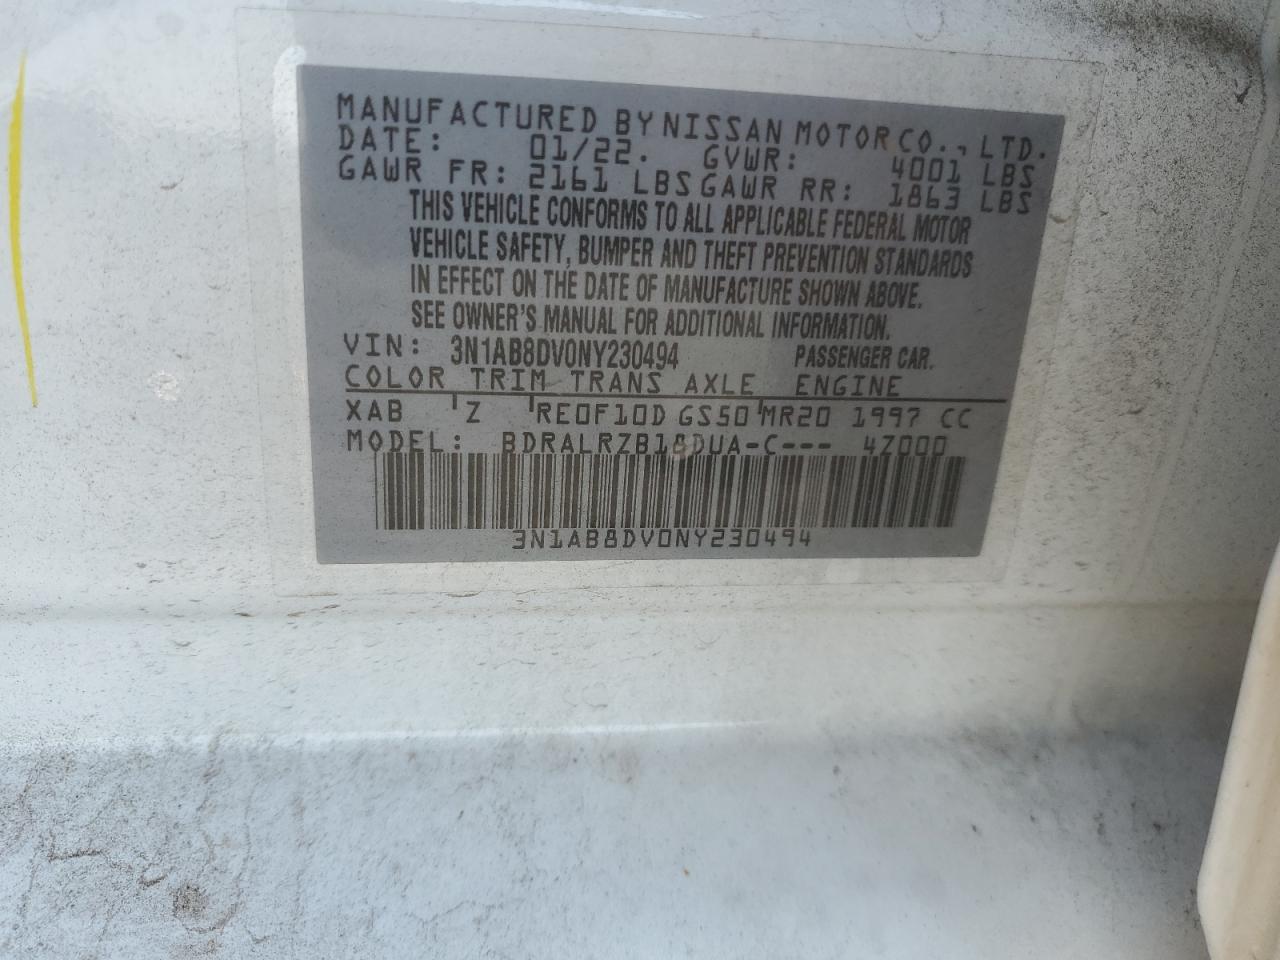 MANUFACTURED BY NISSAN MOTOR CO., LTD.
DATE: 01/22. GVWR: 4001 LBS
GAWR FR: 2161 LBS GAWR RR: 1863 LBS
THIS VEHICLE CONFORMS TO ALL APPLICABLE FEDERAL MOTOR
VEHICLE SAFETY, BUMPER AND THEFT PREVENTION STANDARDS
IN EFFECT ON THE DATE OF MANUFACTURE SHOWN ABOVE.
SEE OWNER'S MANUAL FOR ADDITIONAL INFORMATION.
VIN: 3N1AB8DV0NY230494 PASSENGER CAR.
COLOR TRIM TRANS AXLE ENGINE
XAB Z RE0F10D GS50 MR20 1997 CC
MODEL: BDRALRZB18DUA-C--- 4Z000
3N1AB8DV0NY230494